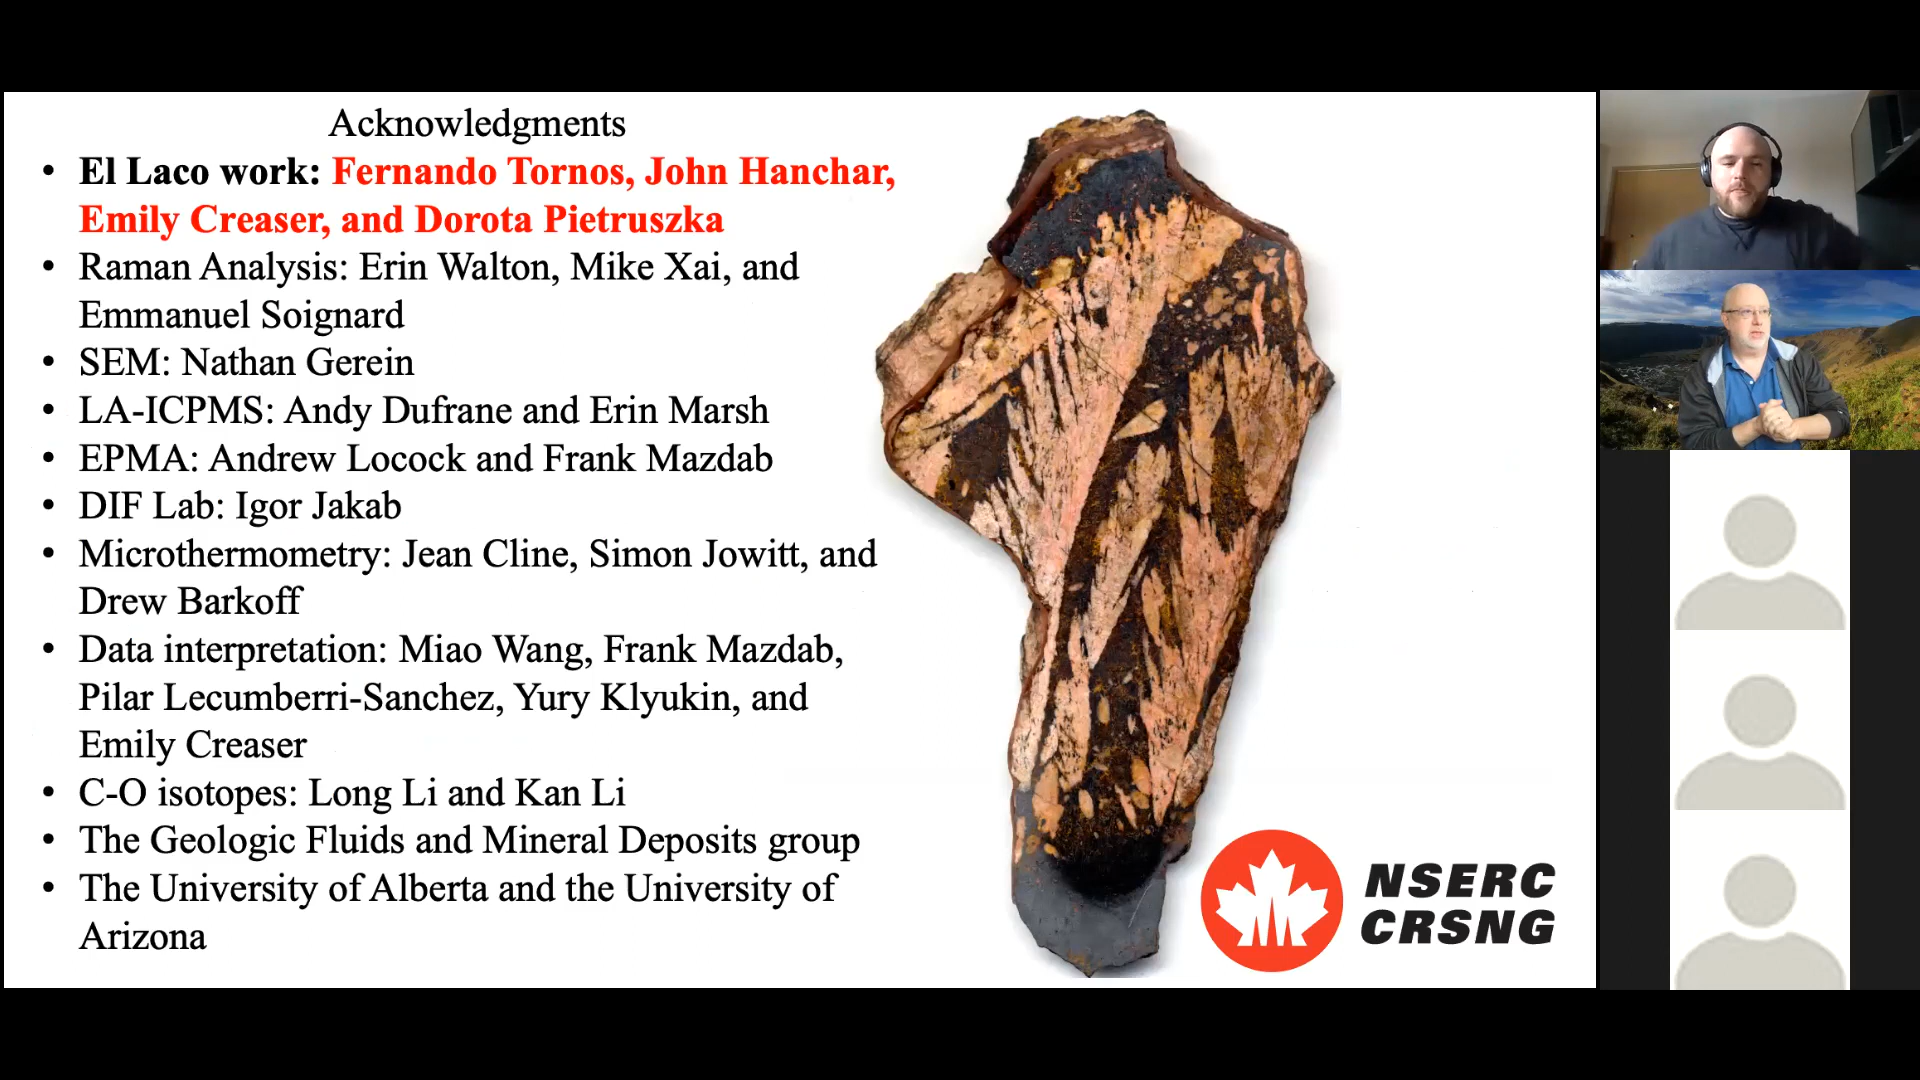 Acknowledgments
• El Laco work: Fernando Tornos, John Hanchar,
Emily Creaser, and Dorota Pietruszka
• Raman Analysis: Erin Walton, Mike Xai, and
Emmanuel Soignard
• SEM: Nathan Gerein
• LA-ICPMS: Andy Dufrane and Erin Marsh
• EPMA: Andrew Locock and Frank Mazdab
• DIF Lab: Igor Jakab
• Microthermometry: Jean Cline, Simon Jowitt, and
Drew Barkoff
• Data interpretation: Miao Wang, Frank Mazdab,
Pilar Lecumberri-Sanchez, Yury Klyukin, and
Emily Creaser
• C-O isotopes: Long Li and Kan Li
• The Geologic Fluids and Mineral Deposits group
• The University of Alberta and the University of
Arizona
NSERC
CRSNG